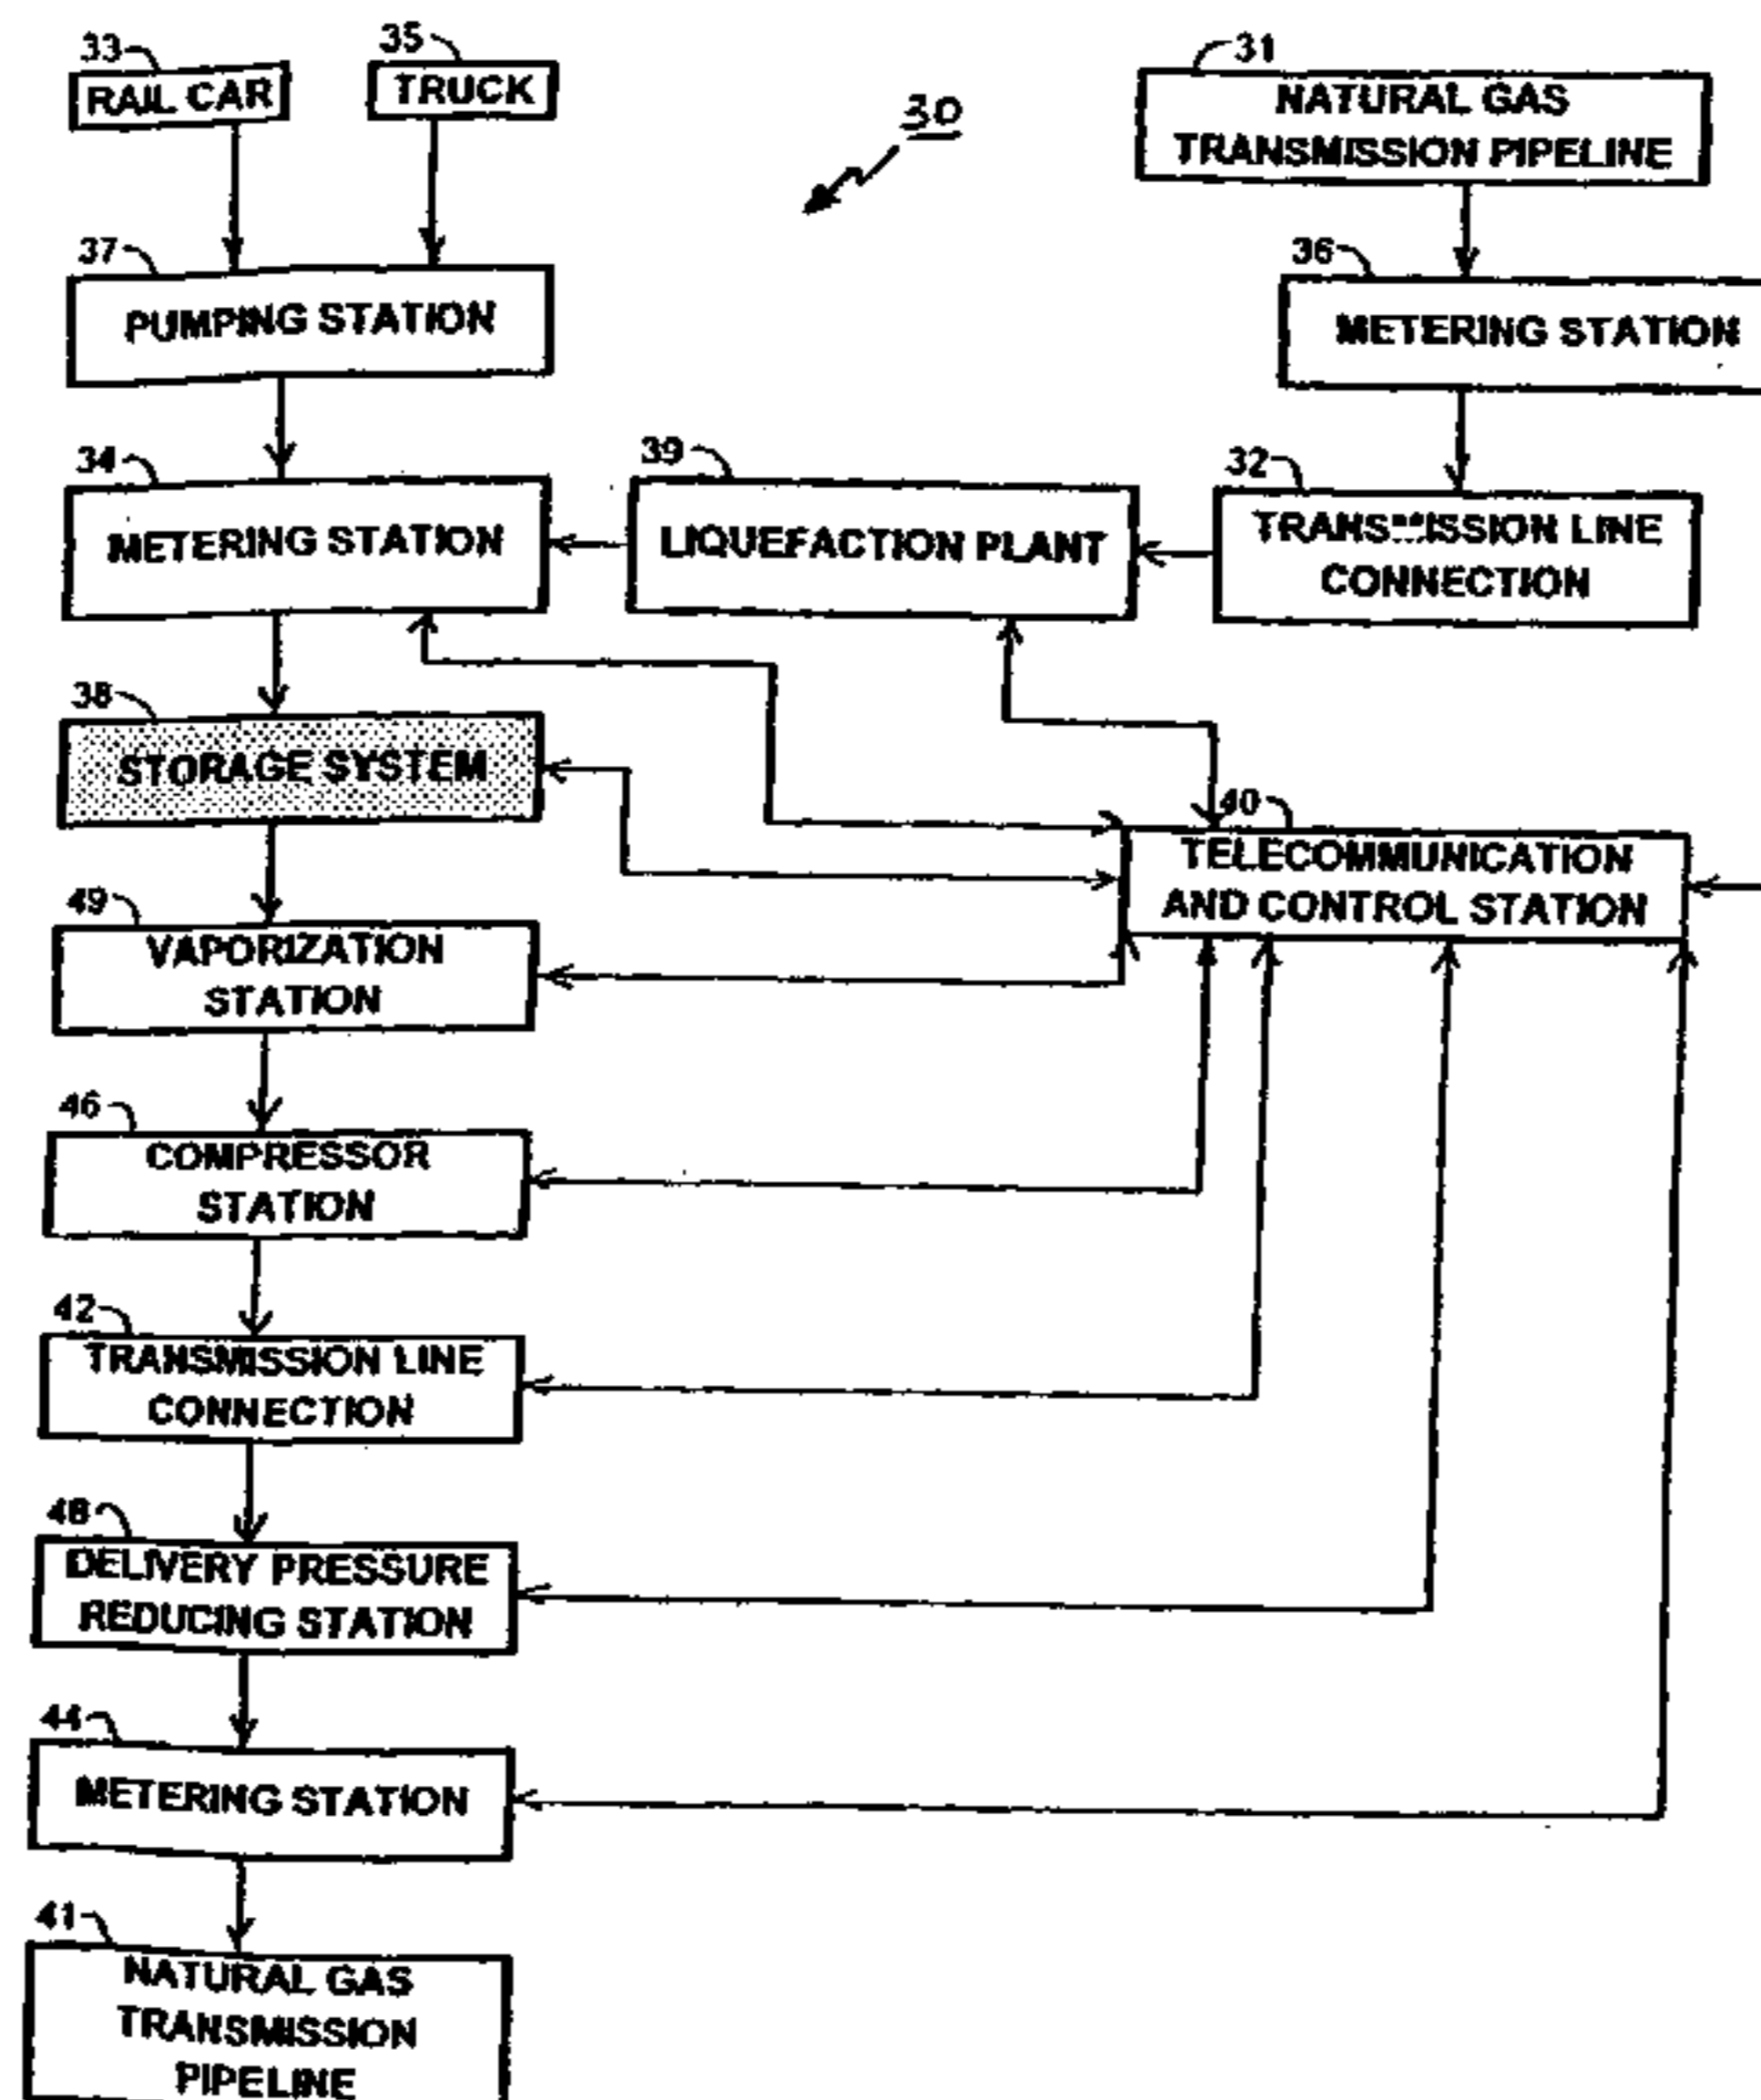 33
RAIL CAR
35
TRUCK
30
31
NATURAL GAS
TRANSMISSION PIPELINE
37
PUMPING STATION
36
METERING STATION
34
METERING STATION
39
LIQUEFACTION PLANT
32
TRANSMISSION LINE
CONNECTION
38
STORAGE SYSTEM
40
TELECOMMUNICATION
AND CONTROL STATION
49
VAPORIZATION
STATION
46
COMPRESSOR
STATION
42
TRANSMISSION LINE
CONNECTION
48
DELIVERY PRESSURE
REDUCING STATION
44
METERING STATION
41
NATURAL GAS
TRANSMISSION
PIPELINE